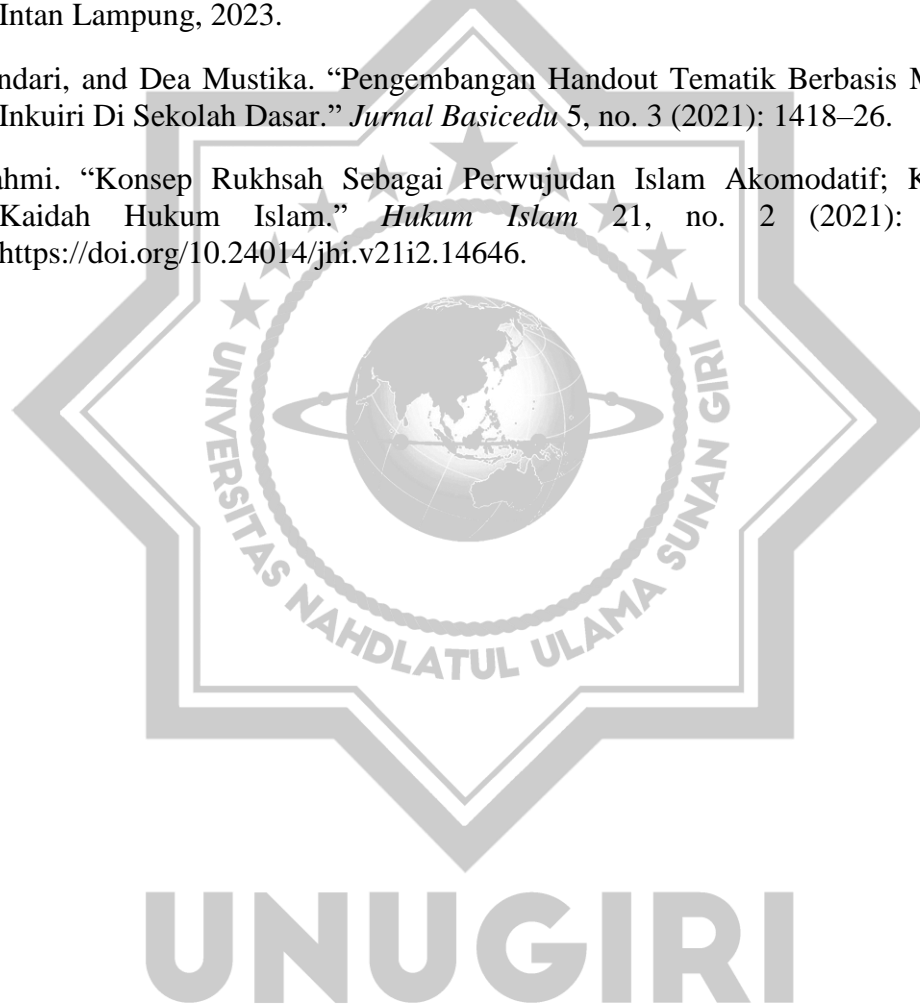 Intan Lampung, 2023.
ndari, and Dea Mustika. “Pengembangan Handout Tematik Berbasis M
Inkuiri Di Sekolah Dasar.” Jurnal Basicedu 5, no. 3 (2021): 1418–26.
ahmi. “Konsep Rukhsah Sebagai Perwujudan Islam Akomodatif; K
Kaidah Hukum Islam.” Hukum Islam 21, no. 2 (2021):
https://doi.org/10.24014/jhi.v21i2.14646.
UNIVERSITAS NAHDLATUL ULAMA SUNAN GIRI
UNUGIRI